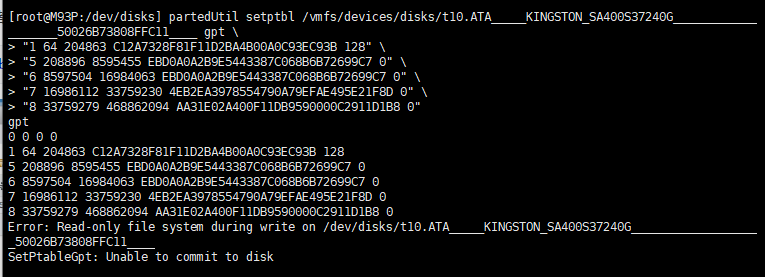 [root@M93P:/dev/disks] partedUtil setptbl /vmfs/devices/disks/t10.ATA_____KINGSTON_SA400S37240G____________
________50026B73808FFC11____ gpt \
> "1 64 204863 C12A7328F81F11D2BA4B00A0C93EC93B 128" \
> "5 208896 8595455 EBD0A0A2B9E5443387C068B6B72699C7 0" \
> "6 8597504 16984063 EBD0A0A2B9E5443387C068B6B72699C7 0" \
> "7 16986112 33759230 4EB2EA3978554790A79EFAE495E21F8D 0" \
> "8 33759279 468862094 AA31E02A400F11DB9590000C2911D1B8 0"
gpt
0 0 0 0
1 64 204863 C12A7328F81F11D2BA4B00A0C93EC93B 128
5 208896 8595455 EBD0A0A2B9E5443387C068B6B72699C7 0
6 8597504 16984063 EBD0A0A2B9E5443387C068B6B72699C7 0
7 16986112 33759230 4EB2EA3978554790A79EFAE495E21F8D 0
8 33759279 468862094 AA31E02A400F11DB9590000C2911D1B8 0
Error: Read-only file system during write on /dev/disks/t10.ATA_____KINGSTON_SA400S37240G___________________
_50026B73808FFC11____
SetPtableGpt: Unable to commit to disk